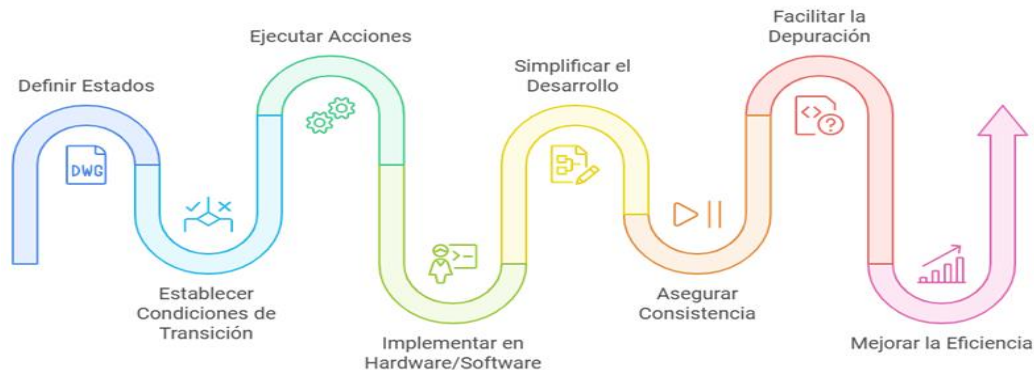 Definir Estados
DWG
Establecer
Condiciones de
Transición
Ejecutar Acciones
Implementar en
Hardware/Software
Simplificar el
Desarrollo
Asegurar
Consistencia
Facilitar la
Depuración
Mejorar la Eficiencia